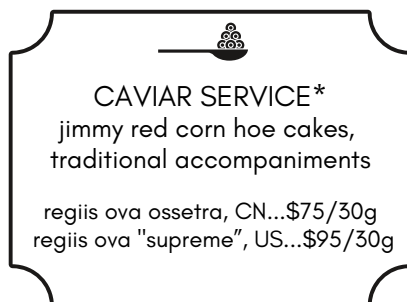 CAVIAR SERVICE*
jimmy red corn hoe cakes,
traditional accompaniments
regiis ova ossetra, CN...$75/30g
regiis ova "supreme”, US...$95/30g